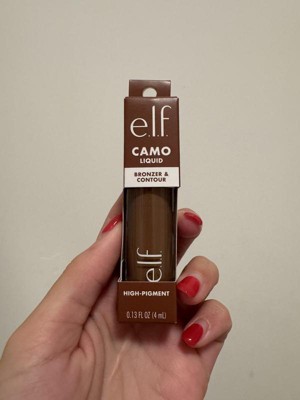 e.l.f.
CAMO
LIQUID
BRONZER &
CONTOUR
e.l.f.
HIGH-PIGMENT
0.13 FL OZ (4 mL)